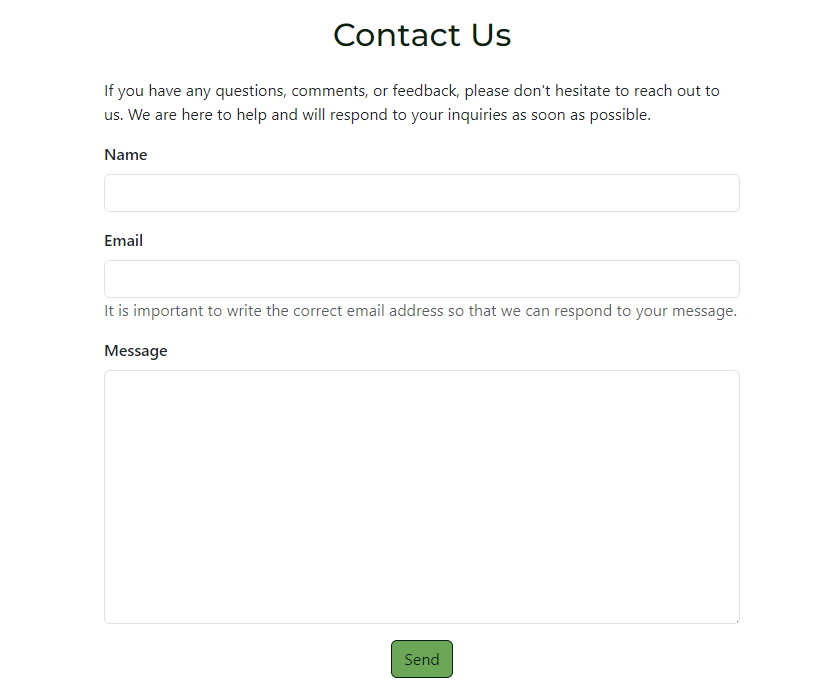 Contact Us
If you have any questions, comments, or feedback, please don't hesitate to reach out to
us. We are here to help and will respond to your inquiries as soon as possible.
Name
Email
It is important to write the correct email address so that we can respond to your message.
Message
Send